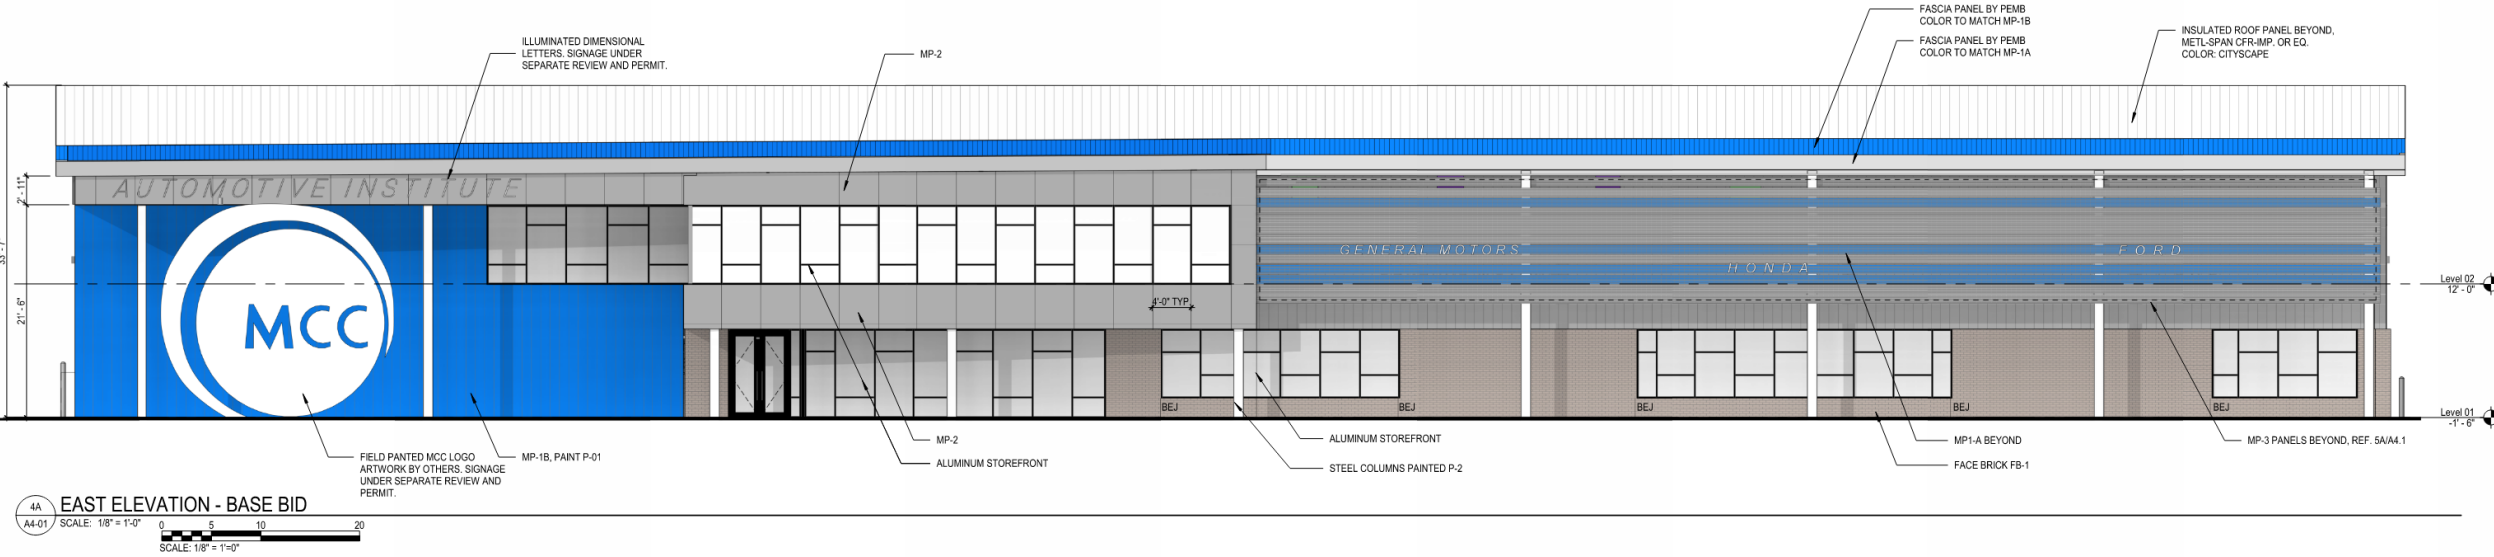 FASCIA PANEL BY PEMB
COLOR TO MATCH MP-1B
FASCIA PANEL BY PEMB
COLOR TO MATCH MP-1A
INSULATED ROOF PANEL BEYOND,
METL-SPAN CFR-IMP. OR EQ.
COLOR: CITYSCAPE
ILLUMINATED DIMENSIONAL
LETTERS. SIGNAGE UNDER
SEPARATE REVIEW AND PERMIT.
MP-2
AUTOMOTIVE INSTITUTE
2' - 11"
21' - 6"
MCC
GENERAL MOTORS
HONDA
FORD
4'-0" TYP.
Level 02
12' - 0"
BEJ
BEJ
BEJ
BEJ
BEJ
Level 01
-1' - 6"
FIELD PANTED MCC LOGO
ARTWORK BY OTHERS. SIGNAGE
UNDER SEPARATE REVIEW AND
PERMIT.
MP-1B, PAINT P-01
MP-2
ALUMINUM STOREFRONT
ALUMINUM STOREFRONT
STEEL COLUMNS PAINTED P-2
MP1-A BEYOND
FACE BRICK FB-1
MP-3 PANELS BEYOND, REF. 5A/A4.1
4A
A4-01
EAST ELEVATION - BASE BID
SCALE: 1/8" = 1'-0"
0 5 10 20
SCALE: 1/8" = 1'=0"